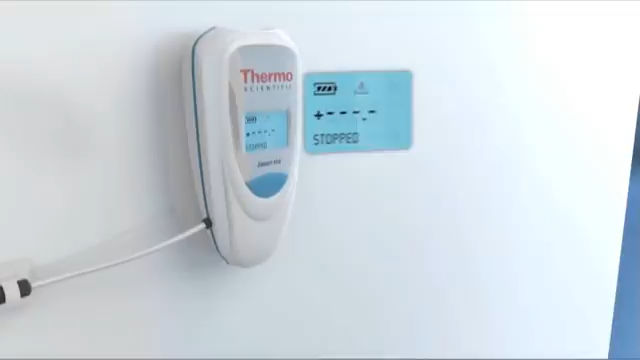 Thermo
SCIENTIFIC
+----.-
STOPPED
+----.-
STOPPED